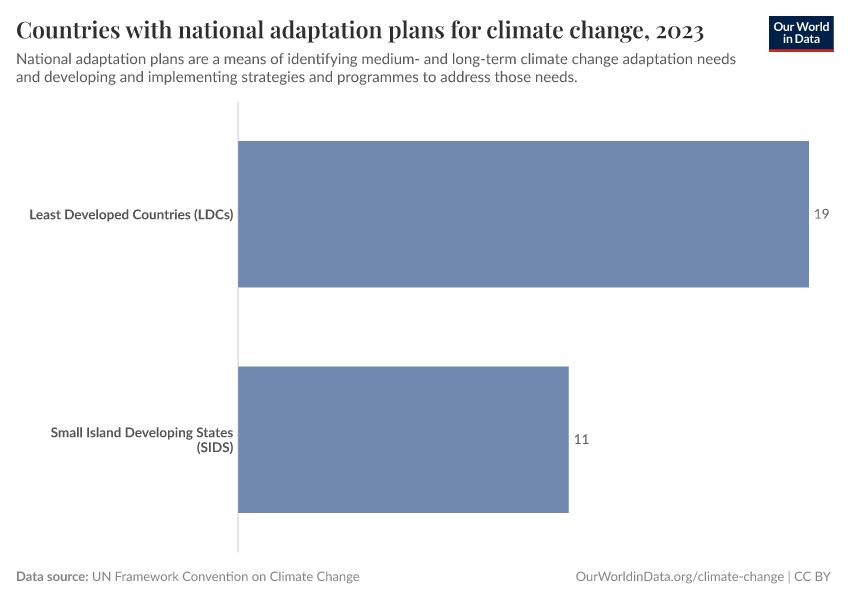 Countries with national adaptation plans for climate change, 2023
Our World
in Data
National adaptation plans are a means of identifying medium- and long-term climate change adaptation needs
and developing and implementing strategies and programmes to address those needs.
Least Developed Countries (LDCs)
19
Small Island Developing States
(SIDS)
11
Data source: UN Framework Convention on Climate Change
OurWorldinData.org/climate-change | CC BY